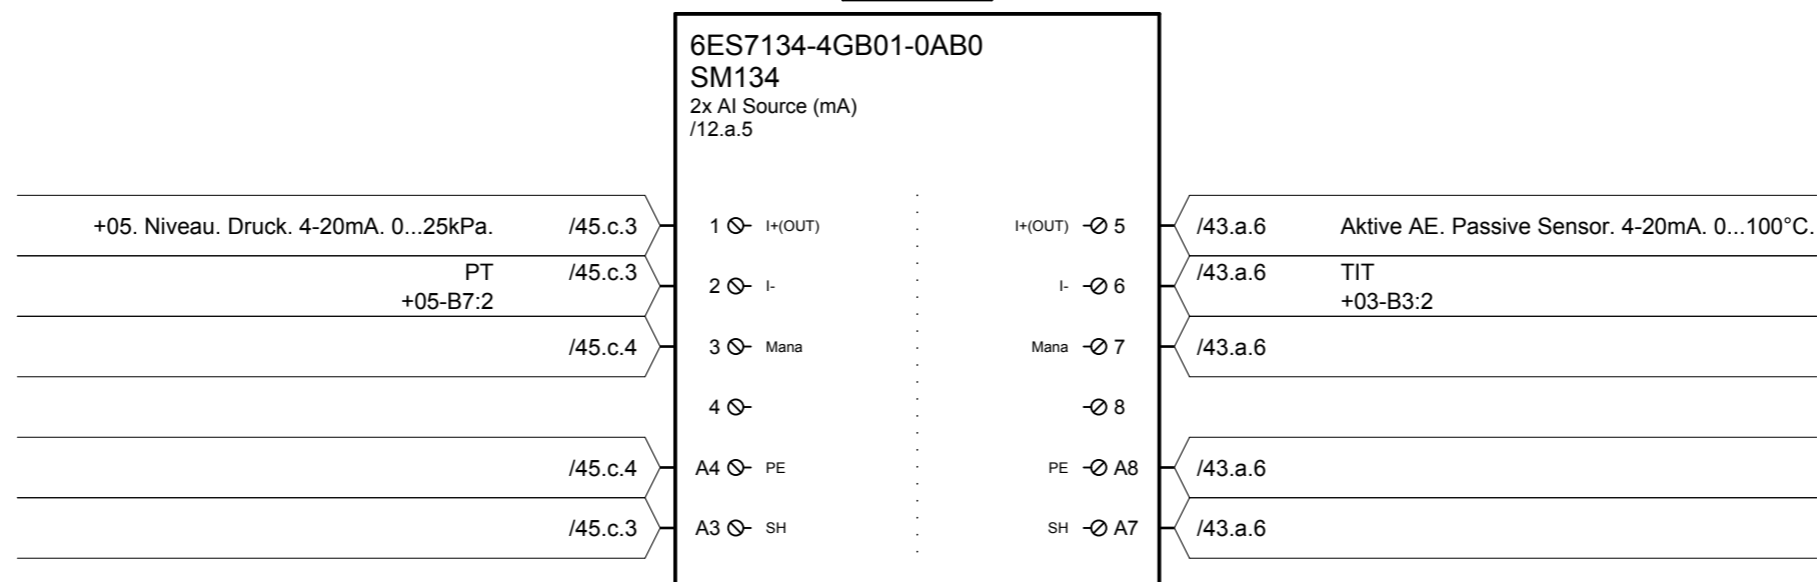 6ES7134-4GB01-0AB0
SM134
2x AI Source (mA)
/12.a.5
+05. Niveau. Druck. 4-20mA. 0...25kPa. /45.c.3 1 I+(OUT) I+(OUT) 5 /43.a.6 Aktive AE. Passive Sensor. 4-20mA. 0...100°C.
PT /45.c.3 2 I- I- 6 /43.a.6 TIT
+05-B7:2 +03-B3:2
/45.c.4 3 Mana Mana 7 /43.a.6
4 8
/45.c.4 A4 PE PE A8 /43.a.6
/45.c.3 A3 SH SH A7 /43.a.6